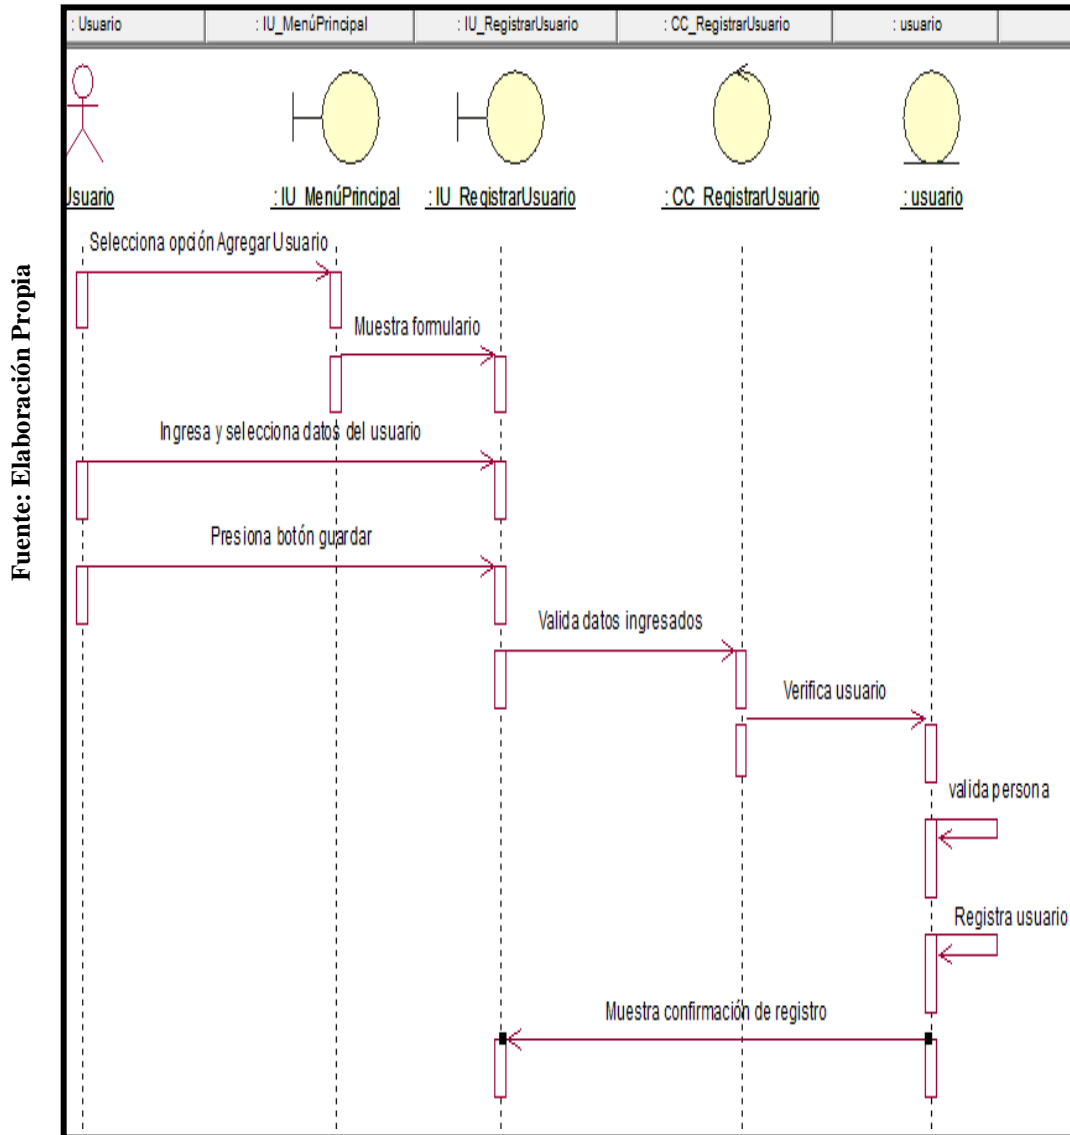 : Usuario
: IU_MenúPrincipal
: IU_RegistrarUsuario
: CC_RegistrarUsuario
: usuario
Usuario
: IU_MenúPrincipal
: IU_RegistrarUsuario
: CC_RegistrarUsuario
: usuario
Selecciona opción Agregar Usuario
Muestra formulario
Ingresa y selecciona datos del usuario
Presiona botón guardar
Valida datos ingresados
Verifica usuario
valida persona
Registra usuario
Muestra confirmación de registro
Fuente: Elaboración Propia